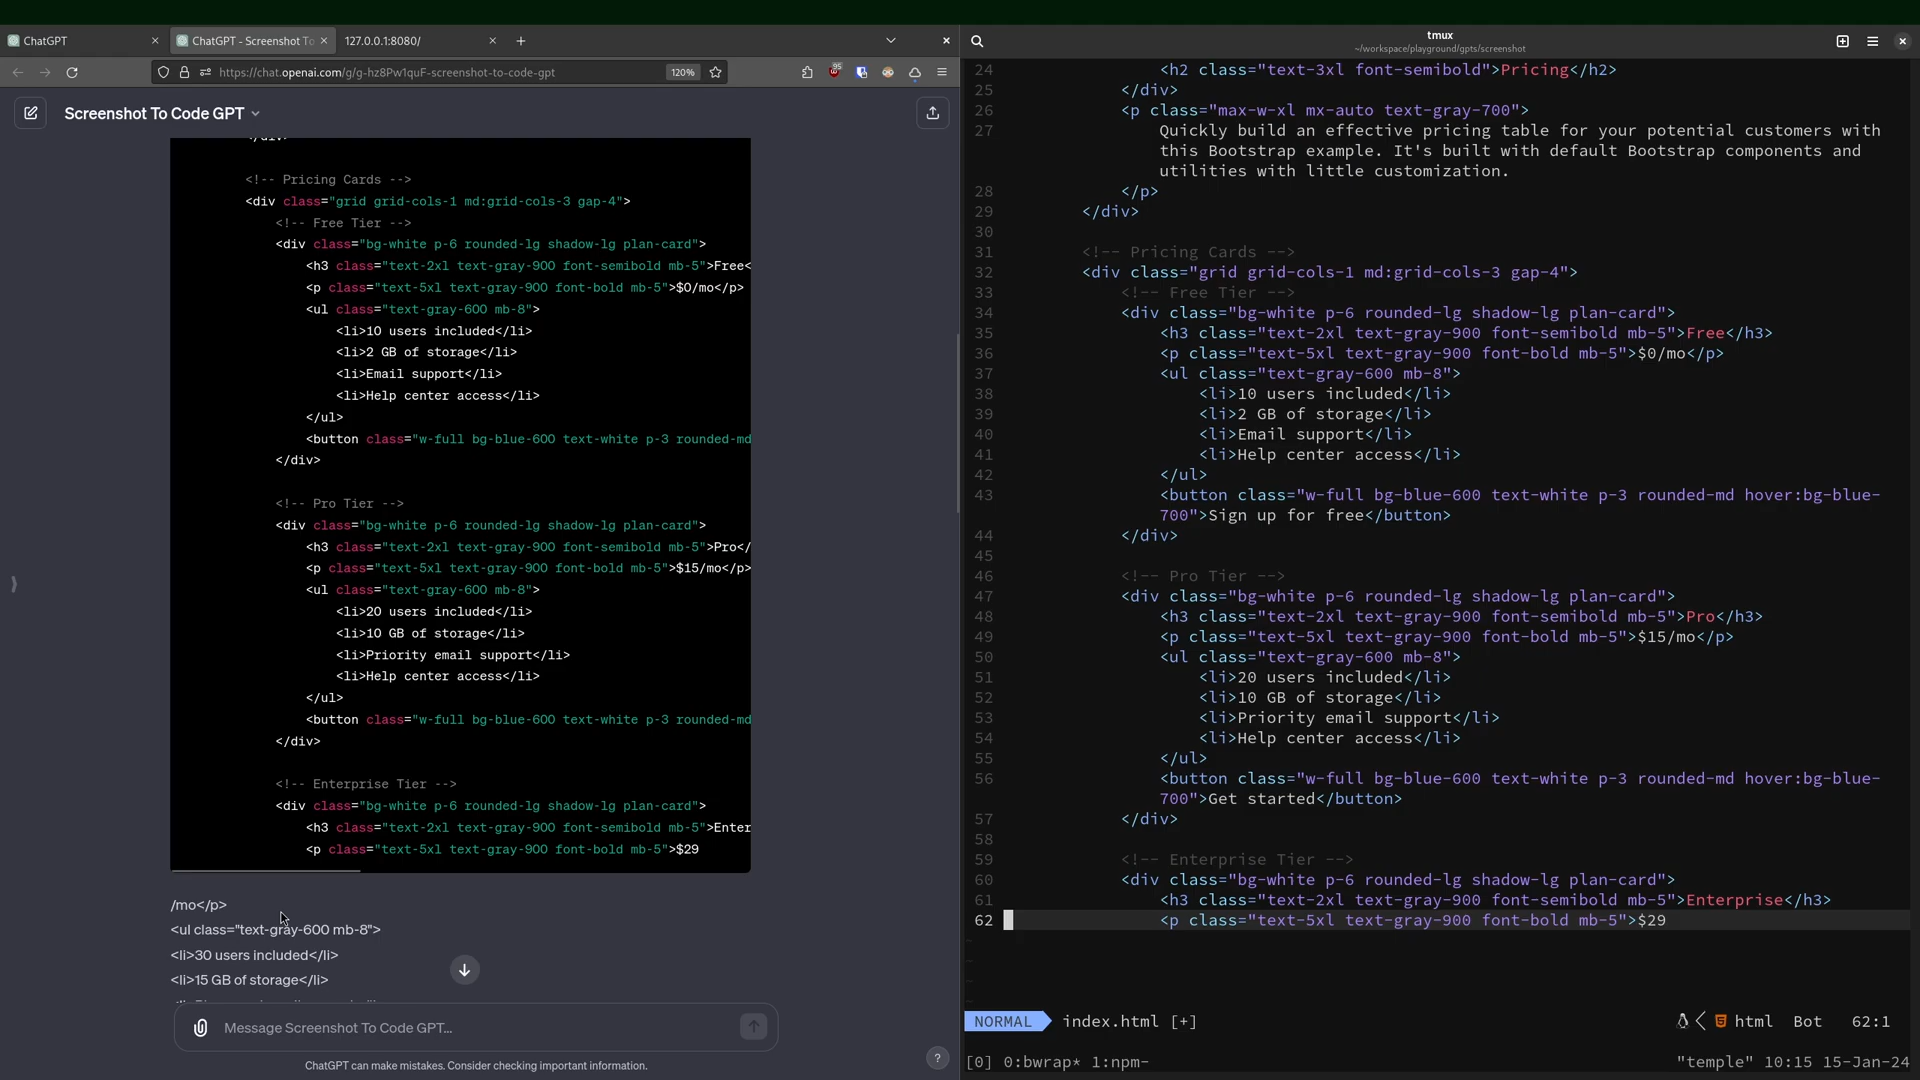 ChatGPT
ChatGPT - Screenshot To
127.0.0.1:8080/
https://chat.openai.com/g/g-hz8Pw1quF-screenshot-to-code-gpt
120%
95
Screenshot To Code GPT
</div>
<!-- Pricing Cards -->
<div class="grid grid-cols-1 md:grid-cols-3 gap-4">
<!-- Free Tier -->
<div class="bg-white p-6 rounded-lg shadow-lg plan-card">
<h3 class="text-2xl text-gray-900 font-semibold mb-5">Free<
<p class="text-5xl text-gray-900 font-bold mb-5">$0/mo</p>
<ul class="text-gray-600 mb-8">
<li>10 users included</li>
<li>2 GB of storage</li>
<li>Email support</li>
<li>Help center access</li>
</ul>
<button class="w-full bg-blue-600 text-white p-3 rounded-md
</div>
<!-- Pro Tier -->
<div class="bg-white p-6 rounded-lg shadow-lg plan-card">
<h3 class="text-2xl text-gray-900 font-semibold mb-5">Pro</
<p class="text-5xl text-gray-900 font-bold mb-5">$15/mo</p>
<ul class="text-gray-600 mb-8">
<li>20 users included</li>
<li>10 GB of storage</li>
<li>Priority email support</li>
<li>Help center access</li>
</ul>
<button class="w-full bg-blue-600 text-white p-3 rounded-md
</div>
<!-- Enterprise Tier -->
<div class="bg-white p-6 rounded-lg shadow-lg plan-card">
<h3 class="text-2xl text-gray-900 font-semibold mb-5">Enter
<p class="text-5xl text-gray-900 font-bold mb-5">$29
/mo</p>
<ul class="text-gray-600 mb-8">
<li>30 users included</li>
<li>15 GB of storage</li>
Message Screenshot To Code GPT...
ChatGPT can make mistakes. Consider checking important information.
?
tmux
~/workspace/playground/gpts/screenshot
24 <h2 class="text-3xl font-semibold">Pricing</h2>
25 </div>
26 <p class="max-w-xl mx-auto text-gray-700">
27 Quickly build an effective pricing table for your potential customers with
this Bootstrap example. It's built with default Bootstrap components and
utilities with little customization.
28 </p>
29 </div>
30
31 <!-- Pricing Cards -->
32 <div class="grid grid-cols-1 md:grid-cols-3 gap-4">
33 <!-- Free Tier -->
34 <div class="bg-white p-6 rounded-lg shadow-lg plan-card">
35 <h3 class="text-2xl text-gray-900 font-semibold mb-5">Free</h3>
36 <p class="text-5xl text-gray-900 font-bold mb-5">$0/mo</p>
37 <ul class="text-gray-600 mb-8">
38 <li>10 users included</li>
39 <li>2 GB of storage</li>
40 <li>Email support</li>
41 <li>Help center access</li>
42 </ul>
43 <button class="w-full bg-blue-600 text-white p-3 rounded-md hover:bg-blue-
700">Sign up for free</button>
44 </div>
45
46 <!-- Pro Tier -->
47 <div class="bg-white p-6 rounded-lg shadow-lg plan-card">
48 <h3 class="text-2xl text-gray-900 font-semibold mb-5">Pro</h3>
49 <p class="text-5xl text-gray-900 font-bold mb-5">$15/mo</p>
50 <ul class="text-gray-600 mb-8">
51 <li>20 users included</li>
52 <li>10 GB of storage</li>
53 <li>Priority email support</li>
54 <li>Help center access</li>
55 </ul>
56 <button class="w-full bg-blue-600 text-white p-3 rounded-md hover:bg-blue-
700">Get started</button>
57 </div>
58
59 <!-- Enterprise Tier -->
60 <div class="bg-white p-6 rounded-lg shadow-lg plan-card">
61 <h3 class="text-2xl text-gray-900 font-semibold mb-5">Enterprise</h3>
62 <p class="text-5xl text-gray-900 font-bold mb-5">$29
NORMAL index.html [+] html Bot 62:1
[0] 0:bwrap* 1:npm- "temple" 10:15 15-Jan-24